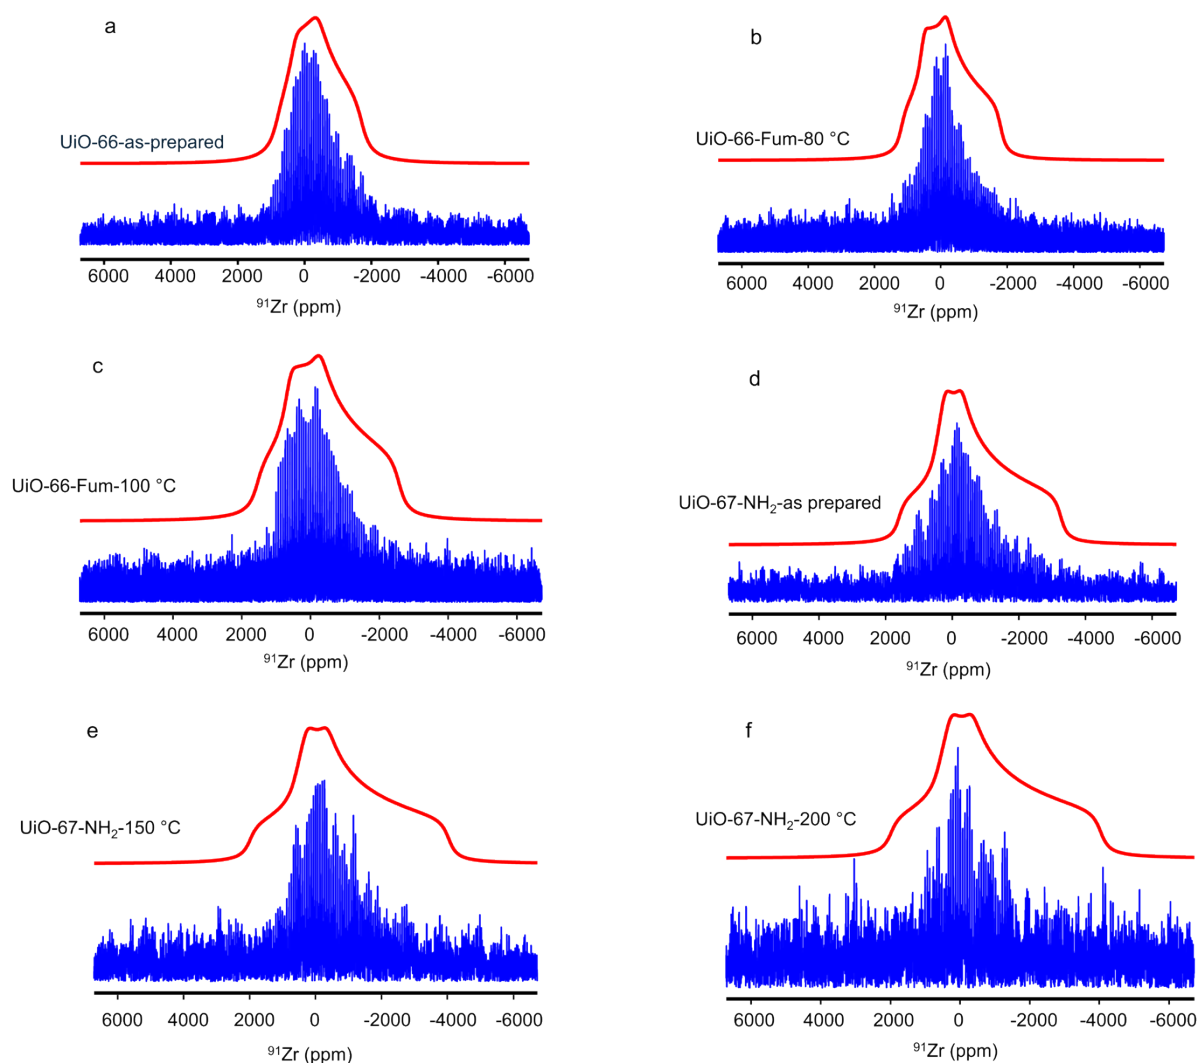 a
UiO-66-as-prepared
6000 4000 2000 0 -2000 -4000 -6000
⁹¹Zr (ppm)
b
UiO-66-Fum-80 °C
6000 4000 2000 0 -2000 -4000 -6000
⁹¹Zr (ppm)
c
UiO-66-Fum-100 °C
6000 4000 2000 0 -2000 -4000 -6000
⁹¹Zr (ppm)
d
UiO-67-NH₂-as prepared
6000 4000 2000 0 -2000 -4000 -6000
⁹¹Zr (ppm)
e
UiO-67-NH₂-150 °C
6000 4000 2000 0 -2000 -4000 -6000
⁹¹Zr (ppm)
f
UiO-67-NH₂-200 °C
6000 4000 2000 0 -2000 -4000 -6000
⁹¹Zr (ppm)